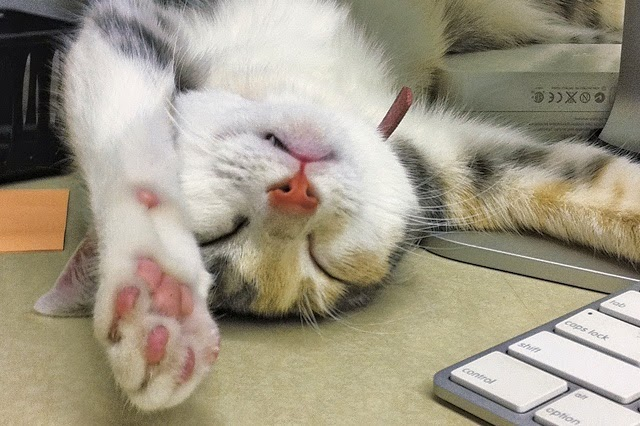 tab
caps lock
shift
control
alt
option